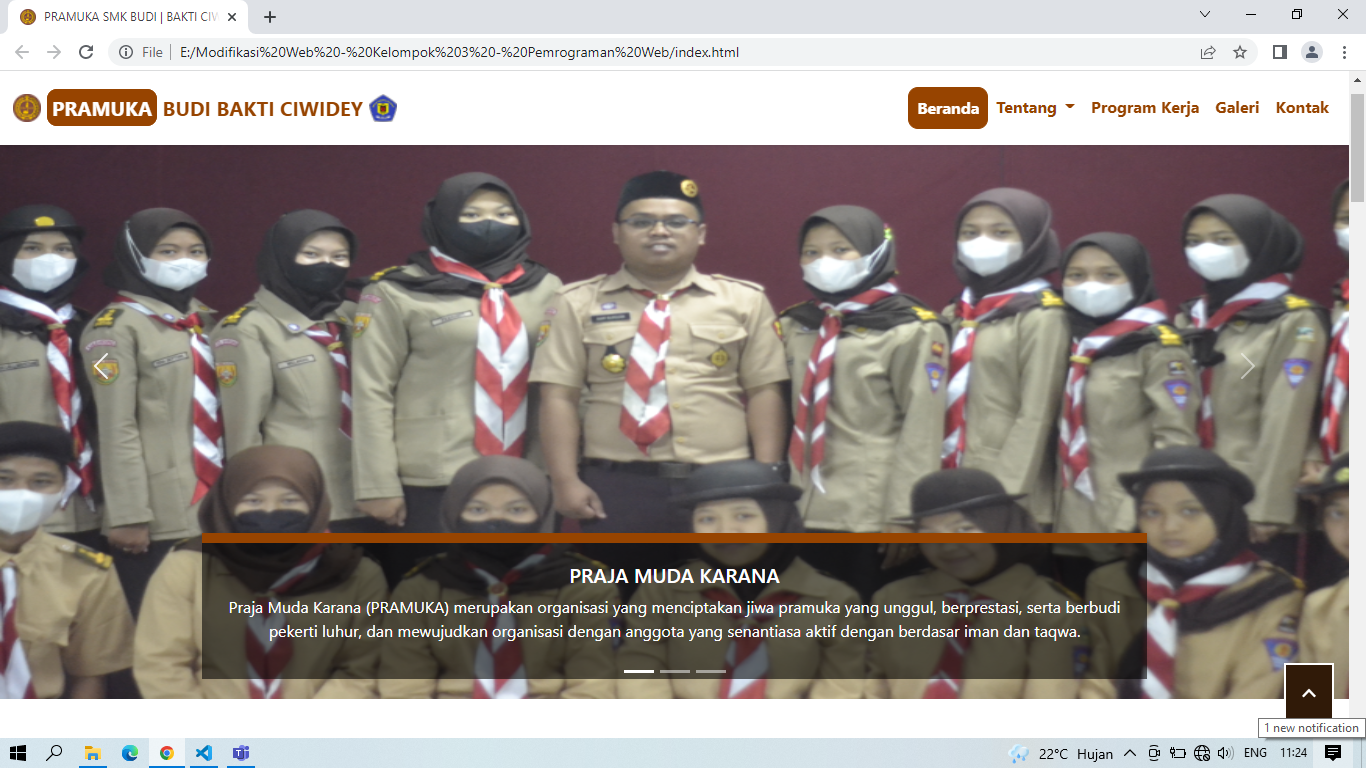 PRAMUKA SMK BUDI | BAKTI CIW
File
E:/Modifikasi%20Web%20-%20Kelompok%203%20-%20Pemrograman%20Web/index.html
PRAMUKA BUDI BAKTI CIWIDEY
Beranda Tentang Program Kerja Galeri Kontak
PRAJA MUDA KARANA
Praja Muda Karana (PRAMUKA) merupakan organisasi yang menciptakan jiwa pramuka yang unggul, berprestasi, serta berbudi
pekerti luhur, dan mewujudkan organisasi dengan anggota yang senantiasa aktif dengan berdasar iman dan taqwa.
1 new notification
22°C Hujan ENG 11:24